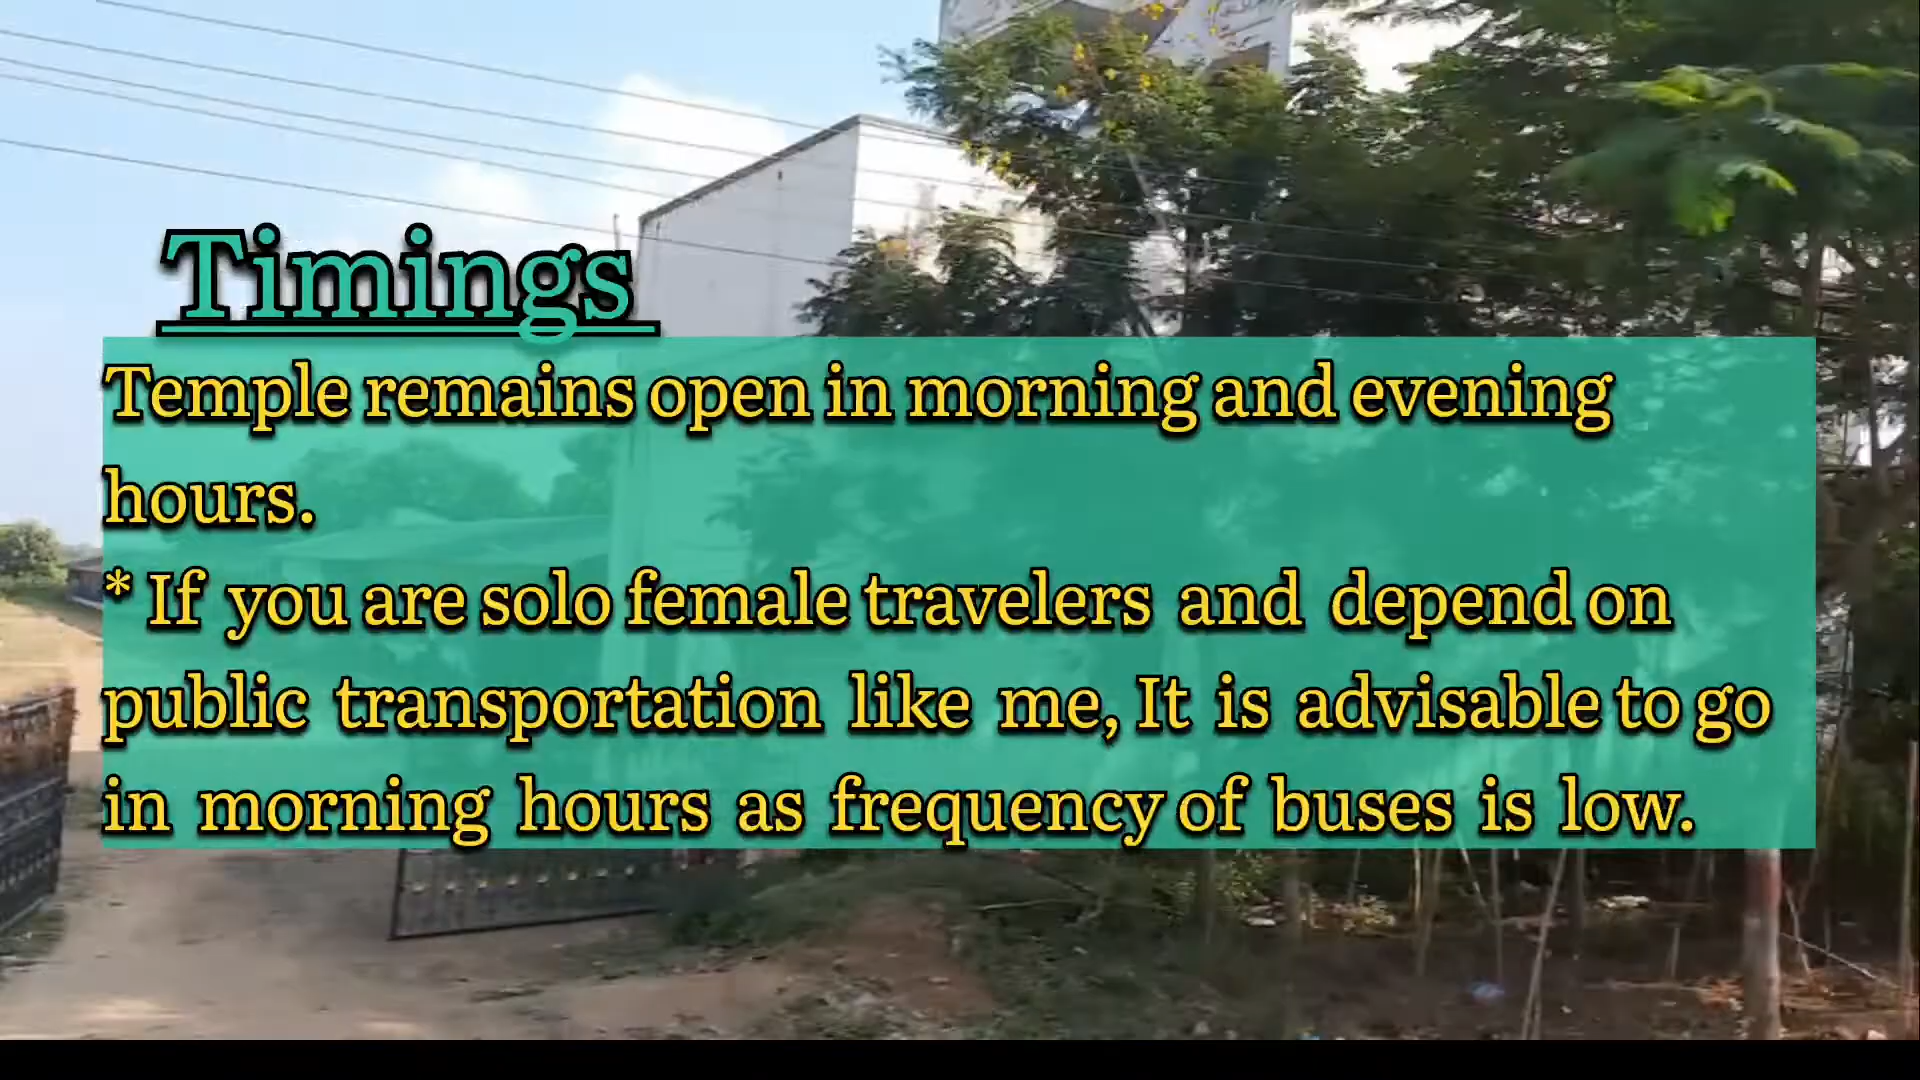 Timings
Temple remains open in morning and evening
hours.
* If you are solo female travelers and depend on
public transportation like me, It is advisable to go
in morning hours as frequency of buses is low.